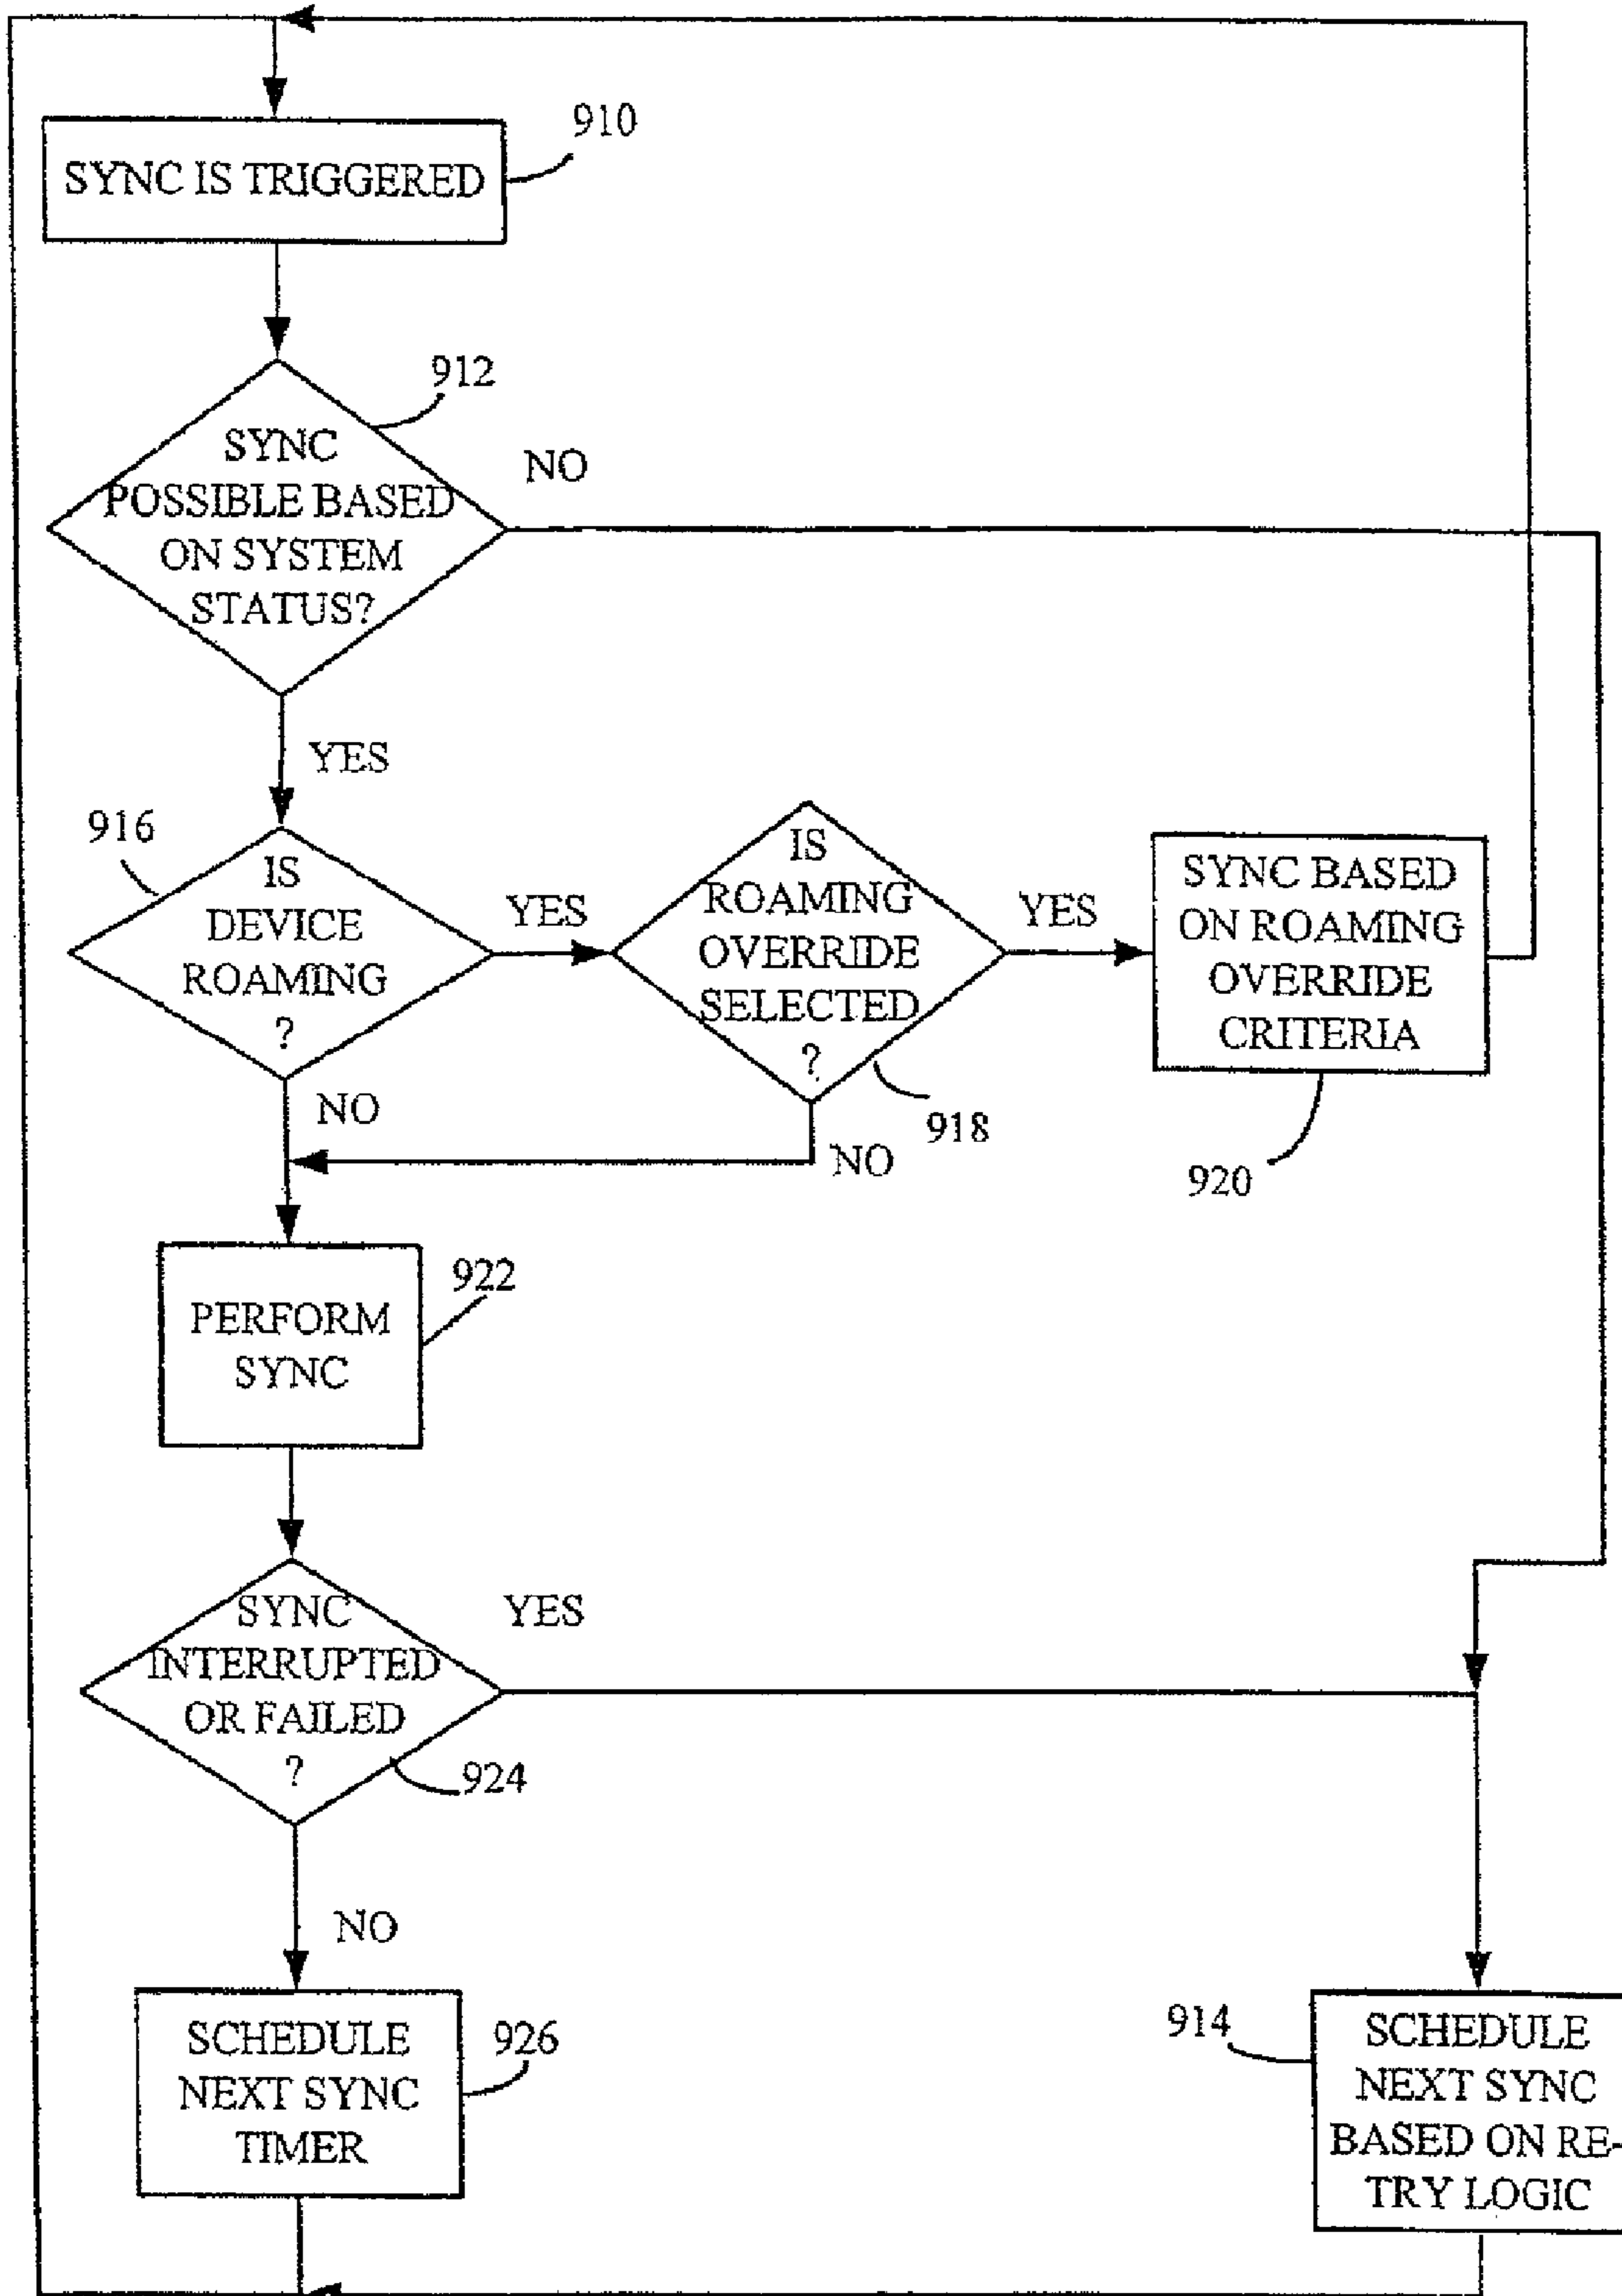 910
SYNC IS TRIGGERED
912
SYNC
POSSIBLE BASED
ON SYSTEM
STATUS?
NO
YES
916
IS
DEVICE
ROAMING
?
YES
IS
ROAMING
OVERRIDE
SELECTED
?
YES
SYNC BASED
ON ROAMING
OVERRIDE
CRITERIA
NO
918
NO
920
922
PERFORM
SYNC
SYNC
INTERRUPTED
OR FAILED
?
YES
924
NO
SCHEDULE
NEXT SYNC
TIMER
926
914
SCHEDULE
NEXT SYNC
BASED ON RE-
TRY LOGIC